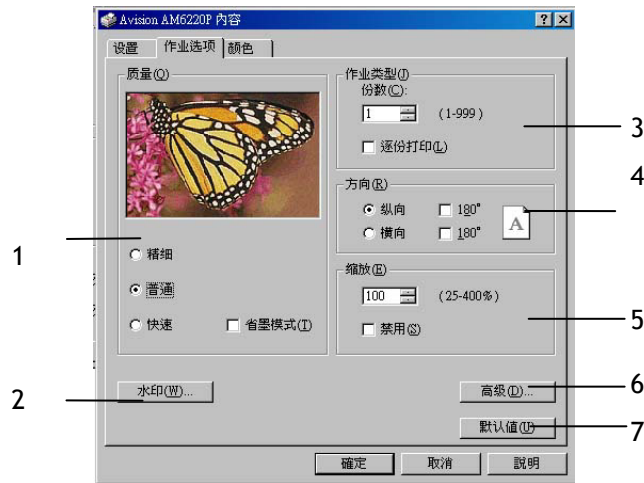 Avision AM6220P 內容
设置 作业选项 颜色
质量(Q)
精细
普通
快速
省墨模式(T)
水印(W)...
作业类型(J)
份数(C):
1 (1-999)
逐份打印(L)
方向(R)
纵向 180°
横向 180°
A
缩放(E)
100 (25-400%)
禁用(S)
高级(D)...
默认值(U)
確定 取消 説明
1
2
3
4
5
6
7